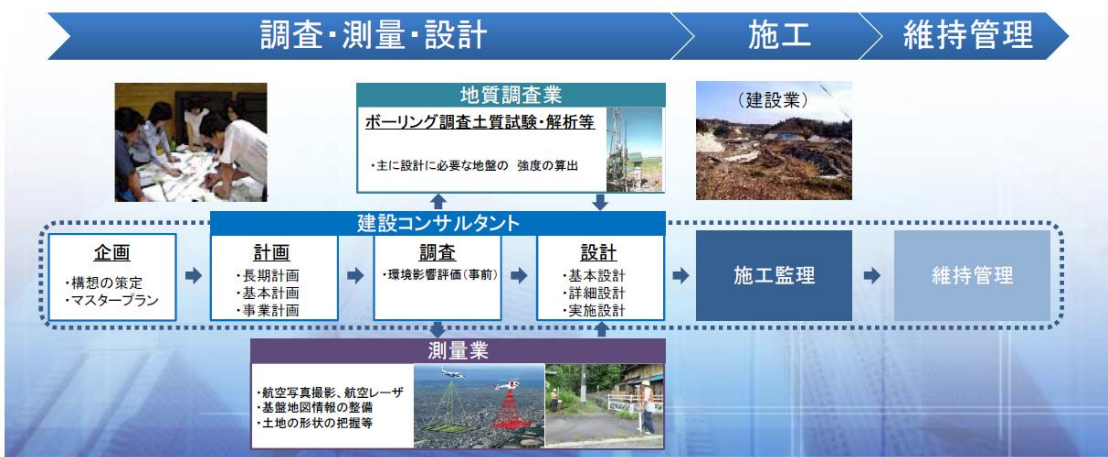 調査・測量・設計
施工
維持管理
地質調査業
ボーリング調査土質試験・解析等
・主に設計に必要な地盤の 強度の算出
(建設業)
建設コンサルタント
企画
・構想の策定
・マスタープラン
計画
・長期計画
・基本計画
・事業計画
調査
・環境影響評価(事前)
設計
・基本設計
・詳細設計
・実施設計
施工監理
維持管理
測量業
・航空写真撮影、航空レーザ
・基盤地図情報の整備
・土地の形状の把握等